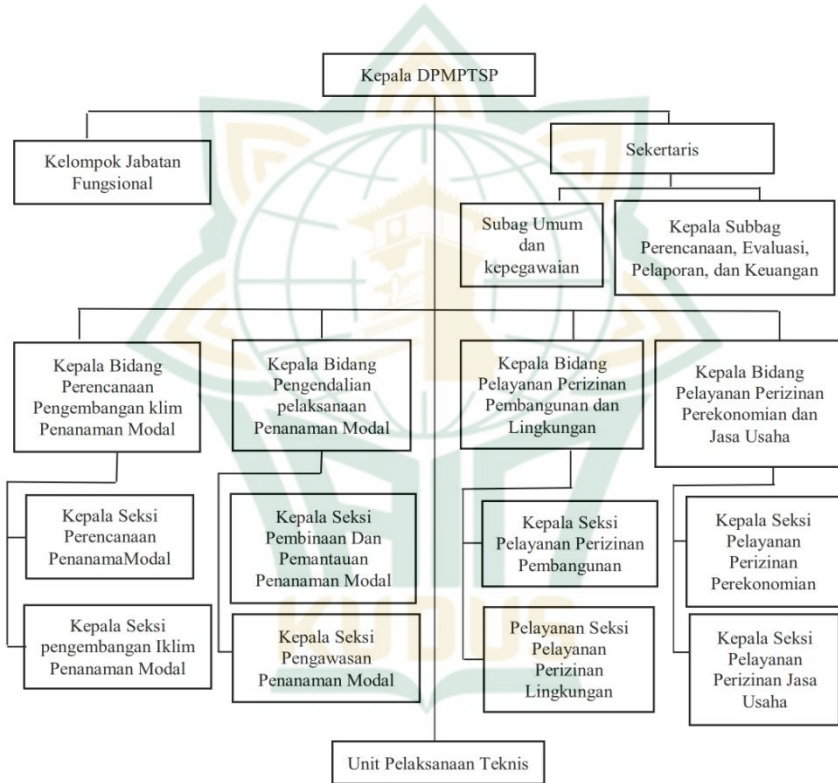 Kepala DPMPTSP
Kelompok Jabatan
Fungsional
Sekertaris
Subag Umum
dan
kepegawaian
Kepala Subbag
Perencanaan, Evaluasi,
Pelaporan, dan Keuangan
Kepala Bidang
Perencanaan
Pengembangan klim
Penanaman Modal
Kepala Bidang
Pengendalian
pelaksanaan
Penanaman Modal
Kepala Bidang
Pelayanan Perizinan
Pembangunan dan
Lingkungan
Kepala Bidang
Pelayanan Perizinan
Perekonomian dan
Jasa Usaha
Kepala Seksi
Perencanaan
PenanamaModal
Kepala Seksi
Pembinaan Dan
Pemantauan
Penanaman Modal
Kepala Seksi
Pelayanan Perizinan
Pembangunan
Kepala Seksi
Pelayanan
Perizinan
Perekonomian
Kepala Seksi
pengembangan Iklim
Penanaman Modal
Kepala Seksi
Pengawasan
Penanaman Modal
Pelayanan Seksi
Pelayanan
Perizinan
Lingkungan
Kepala Seksi
Pelayanan
Perizinan Jasa
Usaha
KUDUS
Unit Pelaksanaan Teknis